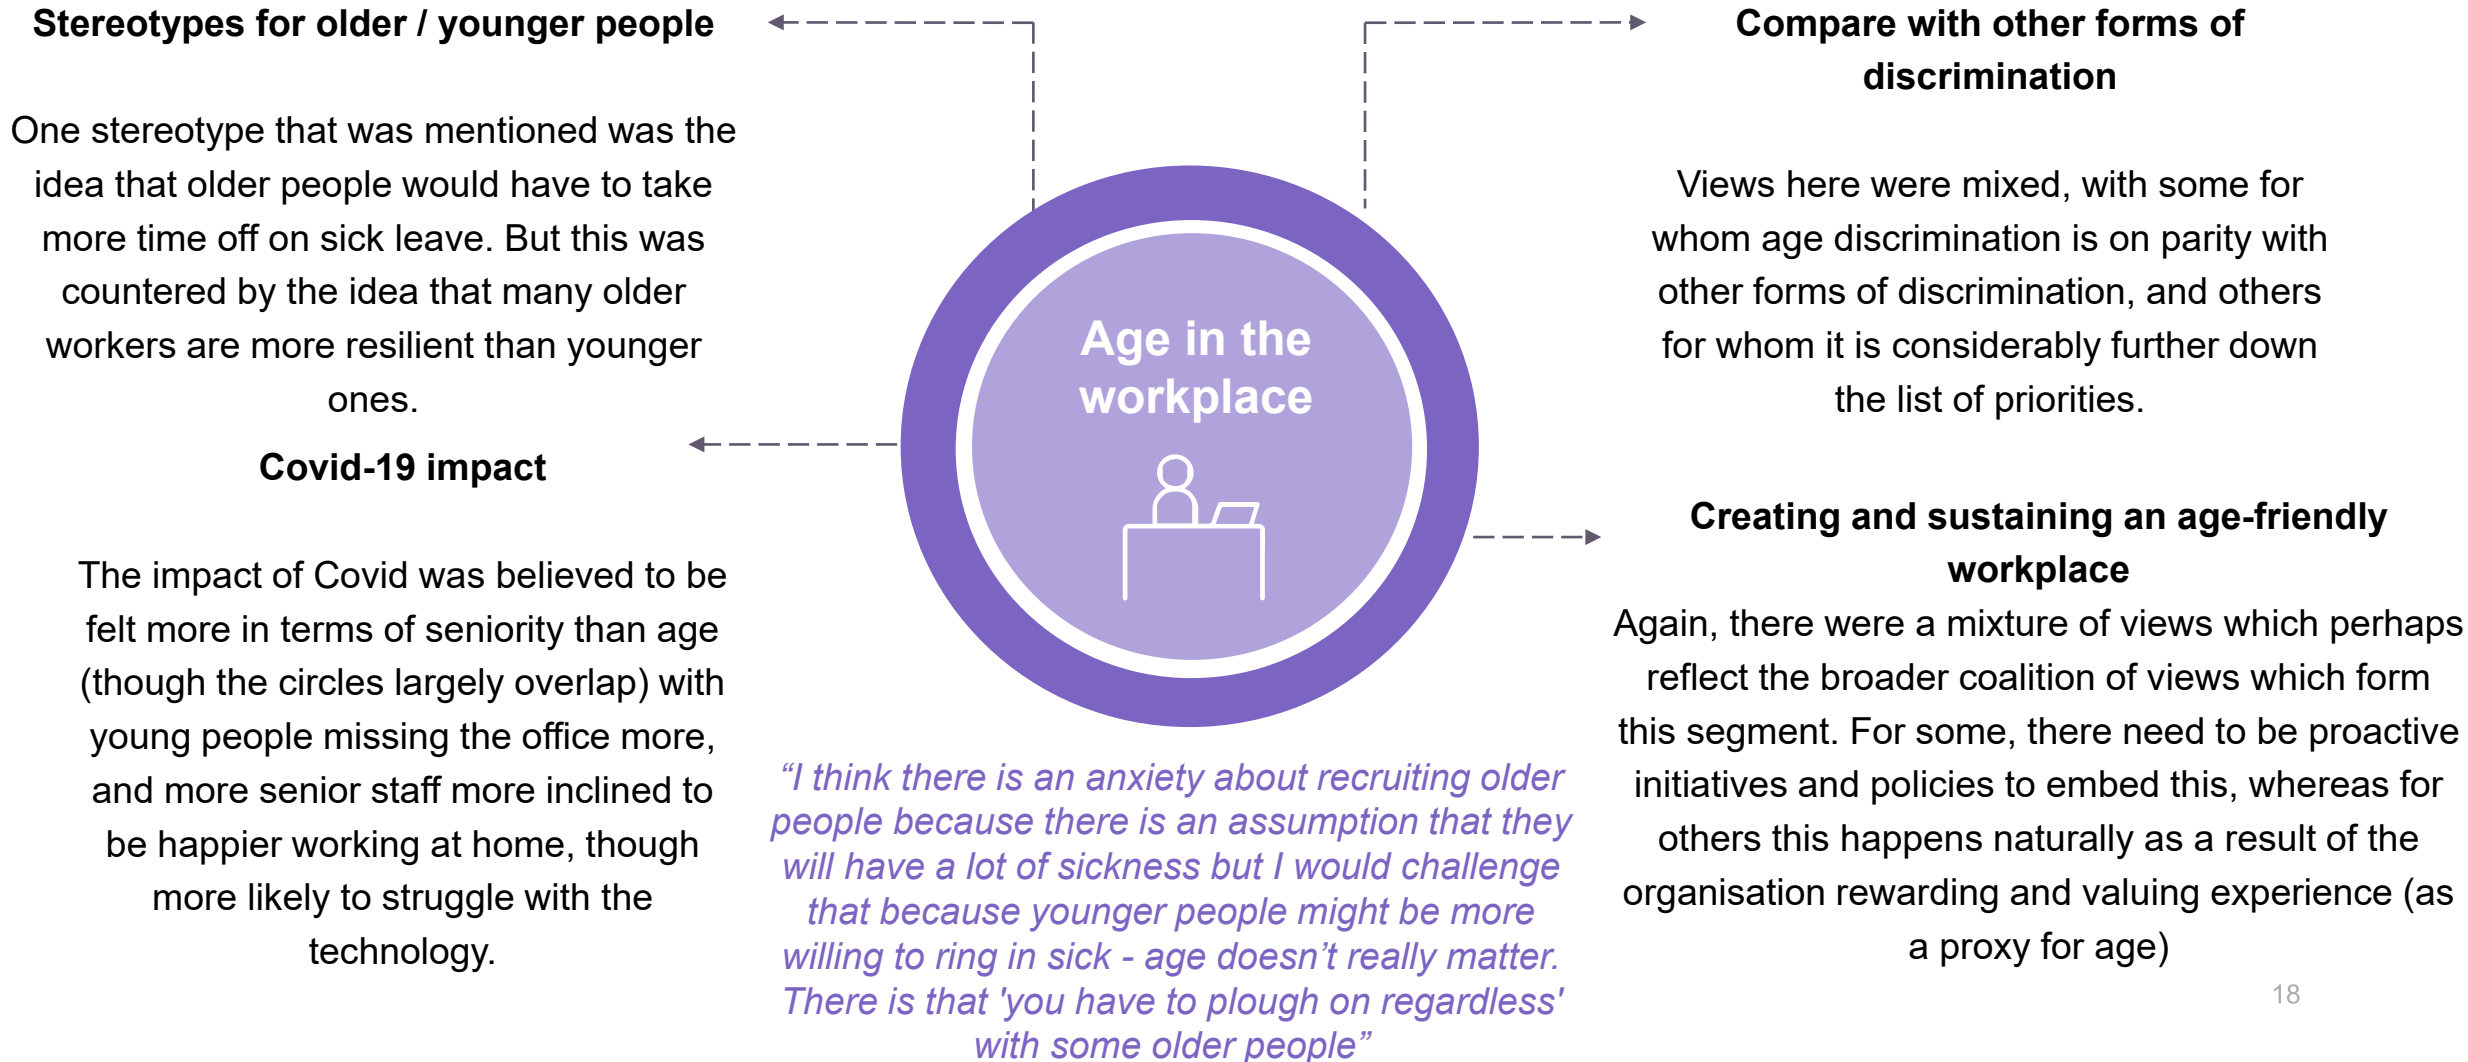 Stereotypes for older / younger people
One stereotype that was mentioned was the
idea that older people would have to take
more time off on sick leave. But this was
countered by the idea that many older
workers are more resilient than younger
ones.
Covid-19 impact
The impact of Covid was believed to be
felt more in terms of seniority than age
(though the circles largely overlap) with
young people missing the office more,
and more senior staff more inclined to
be happier working at home, though
more likely to struggle with the
technology.
Age in the
workplace
“I think there is an anxiety about recruiting older
people because there is an assumption that they
will have a lot of sickness but I would challenge
that because younger people might be more
willing to ring in sick - age doesn’t really matter.
There is that 'you have to plough on regardless'
with some older people”
Compare with other forms of
discrimination
Views here were mixed, with some for
whom age discrimination is on parity with
other forms of discrimination, and others
for whom it is considerably further down
the list of priorities.
Creating and sustaining an age-friendly
workplace
Again, there were a mixture of views which perhaps
reflect the broader coalition of views which form
this segment. For some, there need to be proactive
initiatives and policies to embed this, whereas for
others this happens naturally as a result of the
organisation rewarding and valuing experience (as
a proxy for age)
18